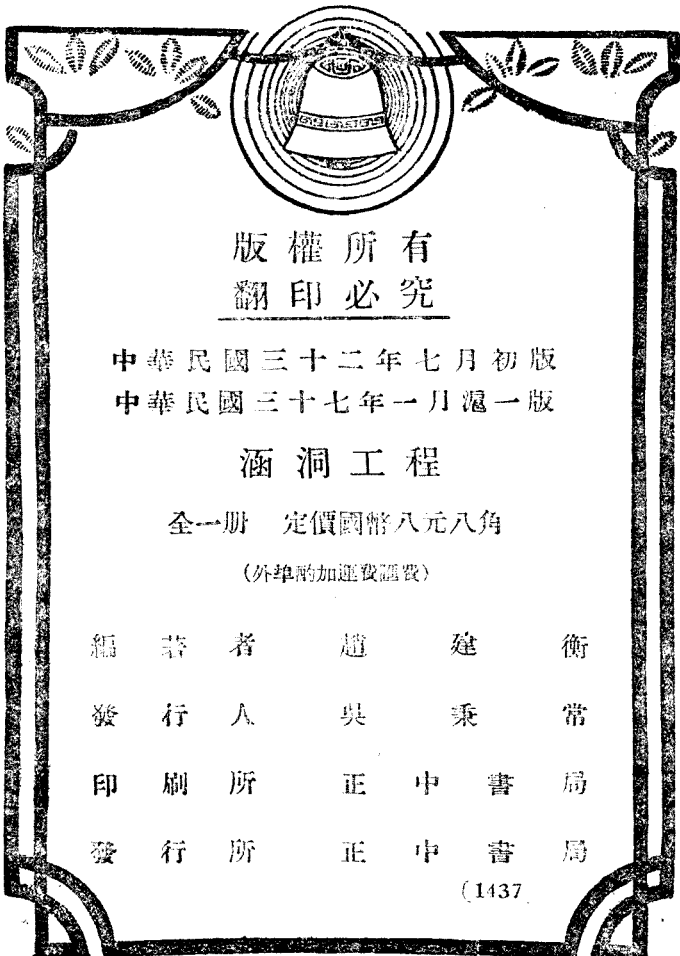 版權所有
翻印必究
中華民國三十二年七月初版
中華民國三十七年一月滬一版
涵洞工程
全一册 定價國幣八元八角
(外埠酌加運費匯費)
編著者 趙建衡
發行人 吳秉常
印刷所 正中書局
發行所 正中書局
(1437